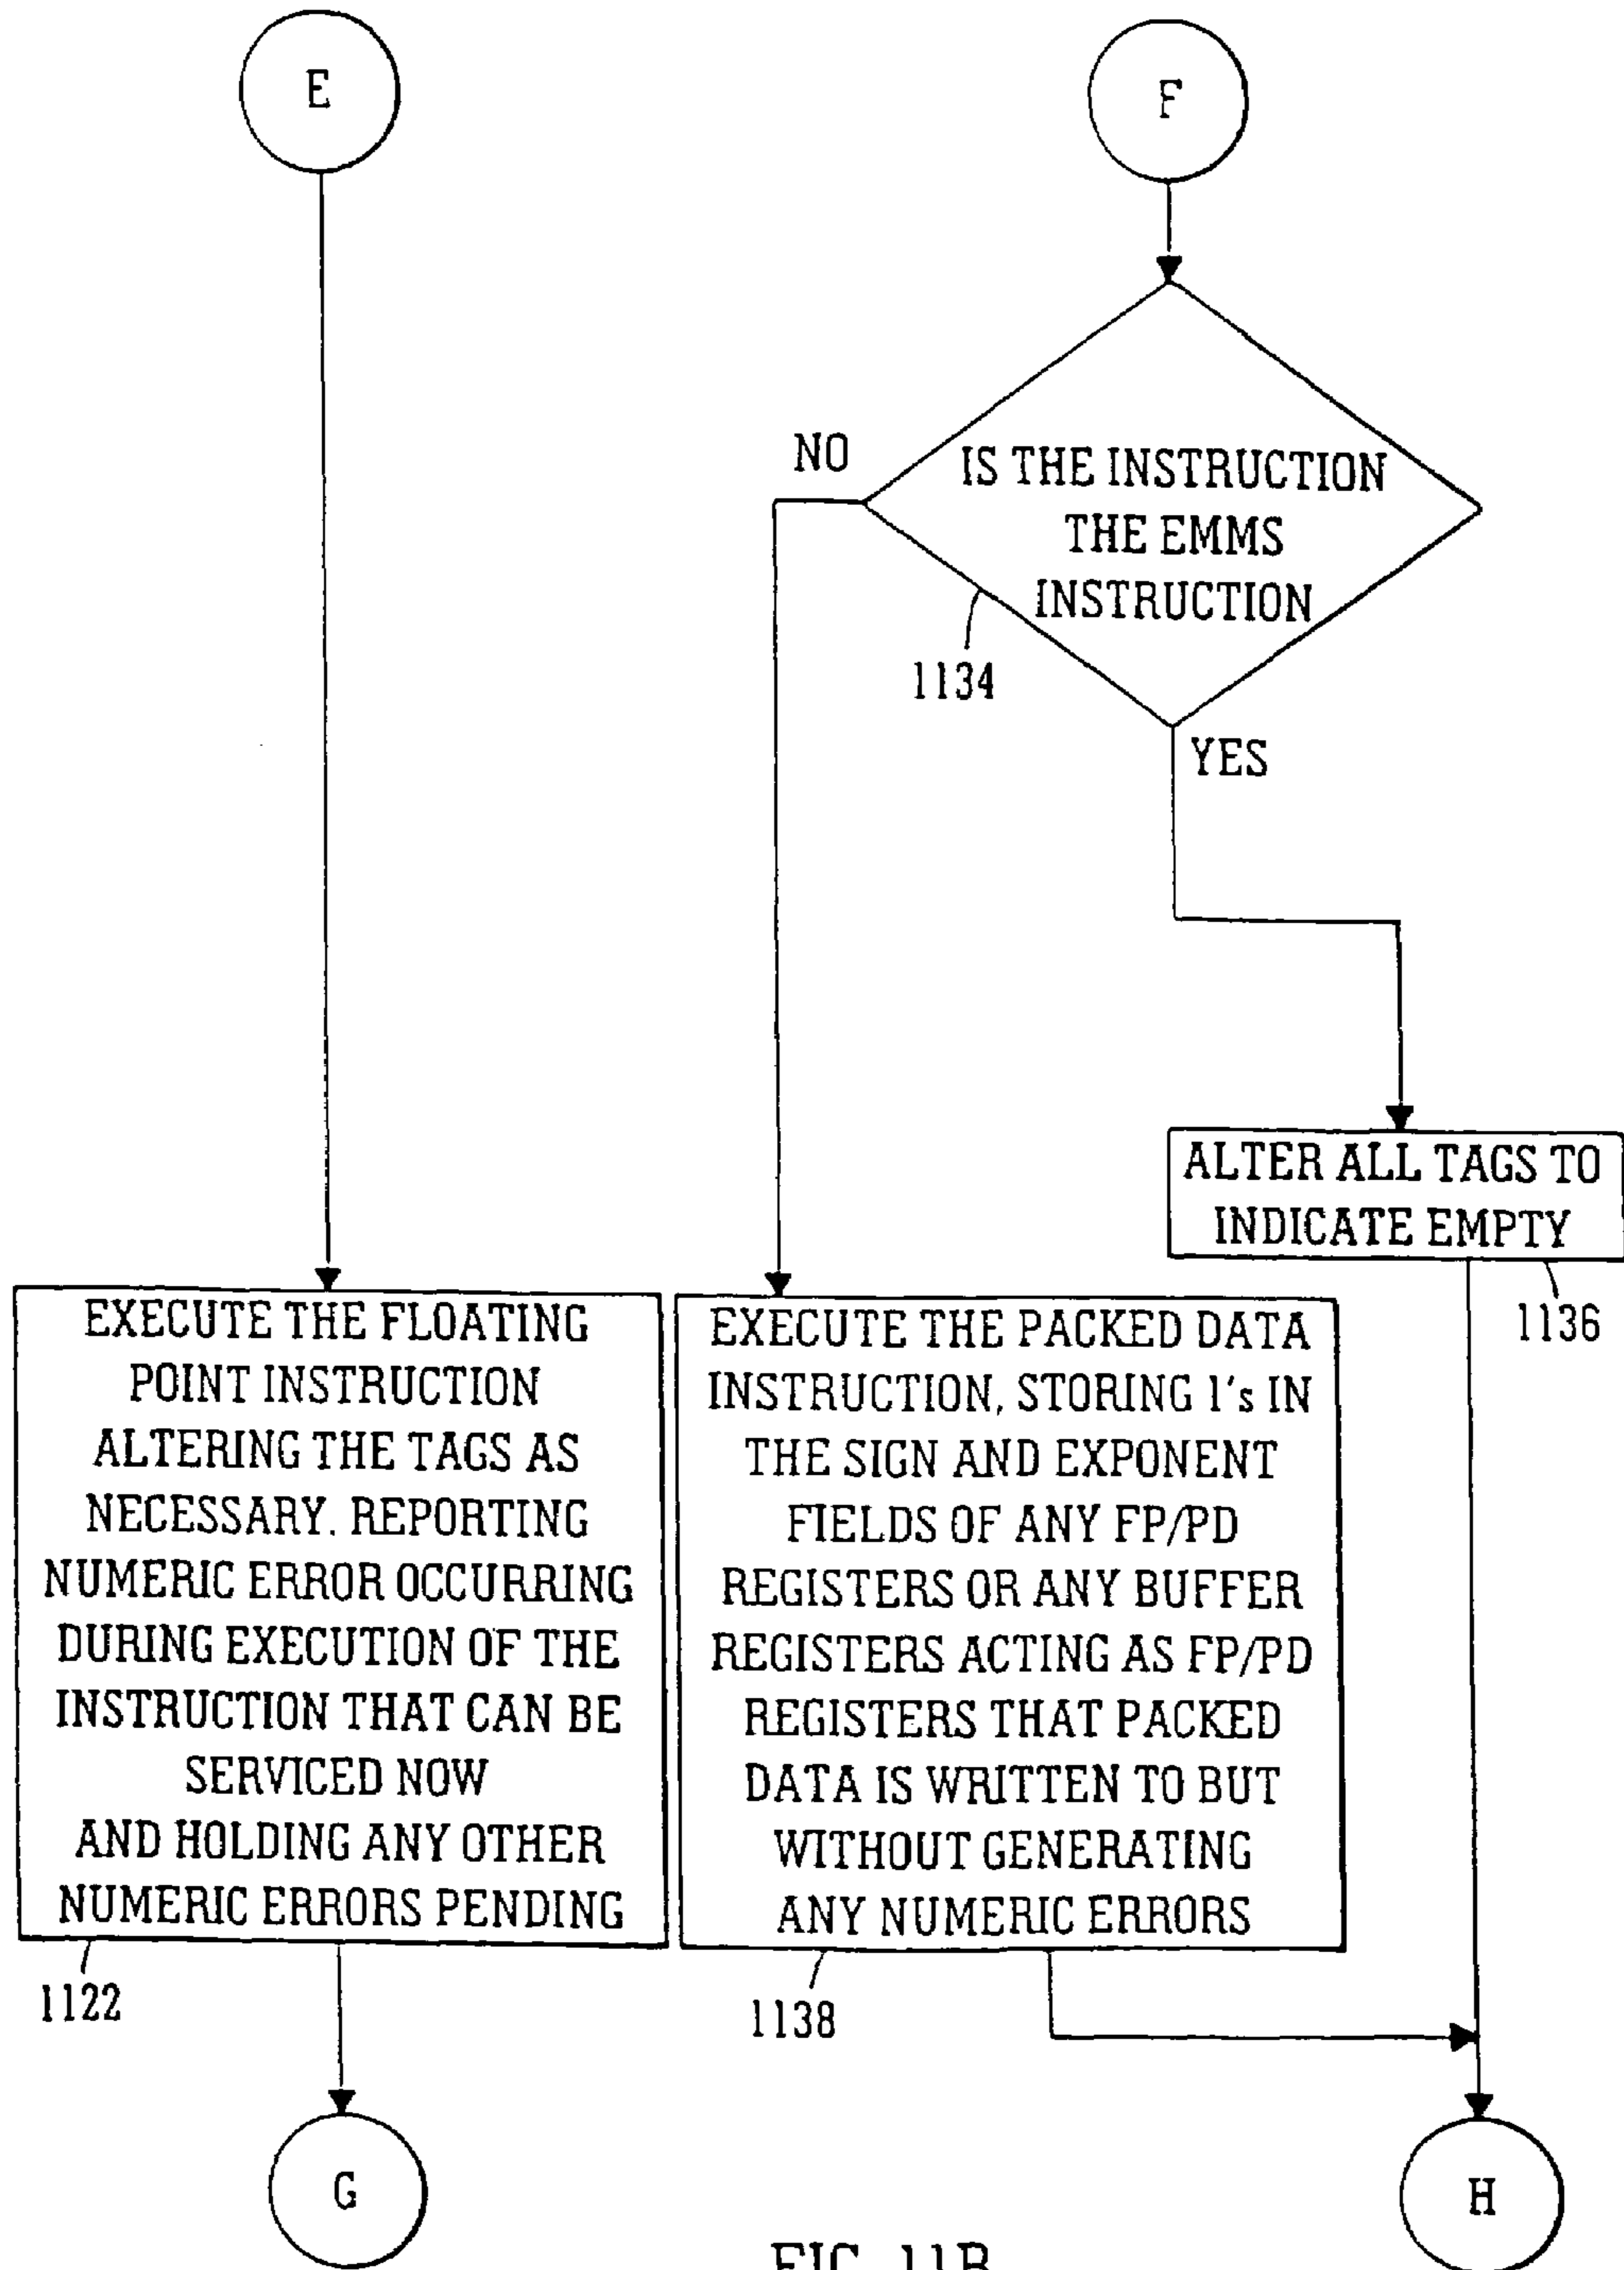 E
F
NO
IS THE INSTRUCTION
THE EMMS
INSTRUCTION
1134
YES
ALTER ALL TAGS TO
INDICATE EMPTY
1136
EXECUTE THE FLOATING
POINT INSTRUCTION
ALTERING THE TAGS AS
NECESSARY. REPORTING
NUMERIC ERROR OCCURRING
DURING EXECUTION OF THE
INSTRUCTION THAT CAN BE
SERVICED NOW
AND HOLDING ANY OTHER
NUMERIC ERRORS PENDING
1122
EXECUTE THE PACKED DATA
INSTRUCTION, STORING 1's IN
THE SIGN AND EXPONENT
FIELDS OF ANY FP/PD
REGISTERS OR ANY BUFFER
REGISTERS ACTING AS FP/PD
REGISTERS THAT PACKED
DATA IS WRITTEN TO BUT
WITHOUT GENERATING
ANY NUMERIC ERRORS
1138
G
H
FIG. 11B